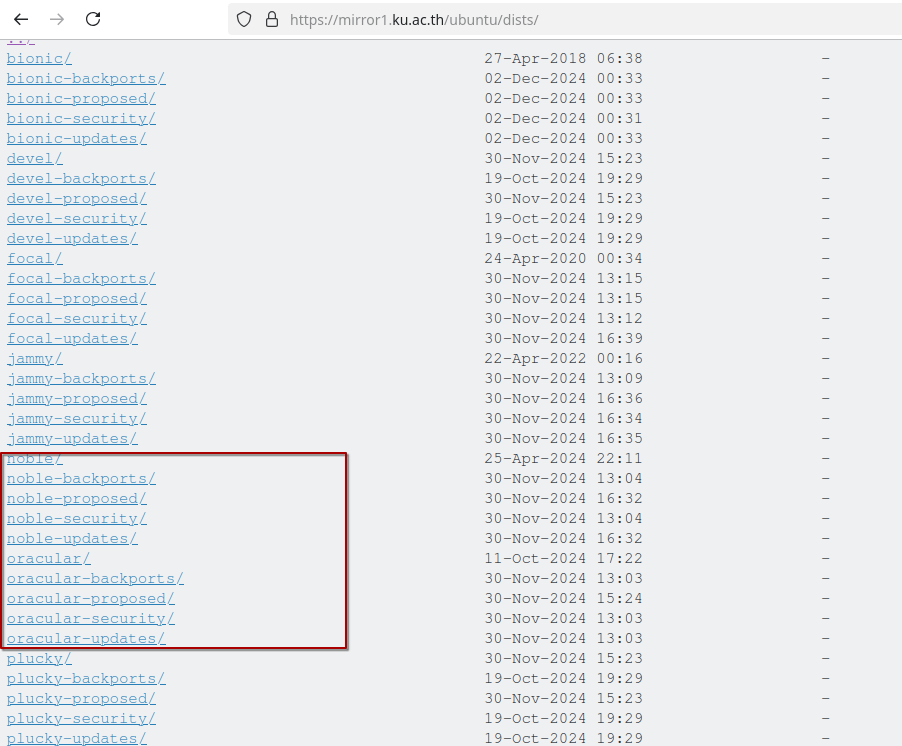 https://mirror1.ku.ac.th/ubuntu/dists/
../
bionic/ 27-Apr-2018 06:38 -
bionic-backports/ 02-Dec-2024 00:33 -
bionic-proposed/ 02-Dec-2024 00:33 -
bionic-security/ 02-Dec-2024 00:31 -
bionic-updates/ 02-Dec-2024 00:33 -
devel/ 30-Nov-2024 15:23 -
devel-backports/ 19-Oct-2024 19:29 -
devel-proposed/ 30-Nov-2024 15:23 -
devel-security/ 19-Oct-2024 19:29 -
devel-updates/ 19-Oct-2024 19:29 -
focal/ 24-Apr-2020 00:34 -
focal-backports/ 30-Nov-2024 13:15 -
focal-proposed/ 30-Nov-2024 13:15 -
focal-security/ 30-Nov-2024 13:12 -
focal-updates/ 30-Nov-2024 16:39 -
jammy/ 22-Apr-2022 00:16 -
jammy-backports/ 30-Nov-2024 13:09 -
jammy-proposed/ 30-Nov-2024 16:36 -
jammy-security/ 30-Nov-2024 16:34 -
jammy-updates/ 30-Nov-2024 16:35 -
noble/ 25-Apr-2024 22:11 -
noble-backports/ 30-Nov-2024 13:04 -
noble-proposed/ 30-Nov-2024 16:32 -
noble-security/ 30-Nov-2024 13:04 -
noble-updates/ 30-Nov-2024 16:32 -
oracular/ 11-Oct-2024 17:22 -
oracular-backports/ 30-Nov-2024 13:03 -
oracular-proposed/ 30-Nov-2024 15:24 -
oracular-security/ 30-Nov-2024 13:03 -
oracular-updates/ 30-Nov-2024 13:03 -
plucky/ 30-Nov-2024 15:23 -
plucky-backports/ 19-Oct-2024 19:29 -
plucky-proposed/ 30-Nov-2024 15:23 -
plucky-security/ 19-Oct-2024 19:29 -
plucky-updates/ 19-Oct-2024 19:29 -